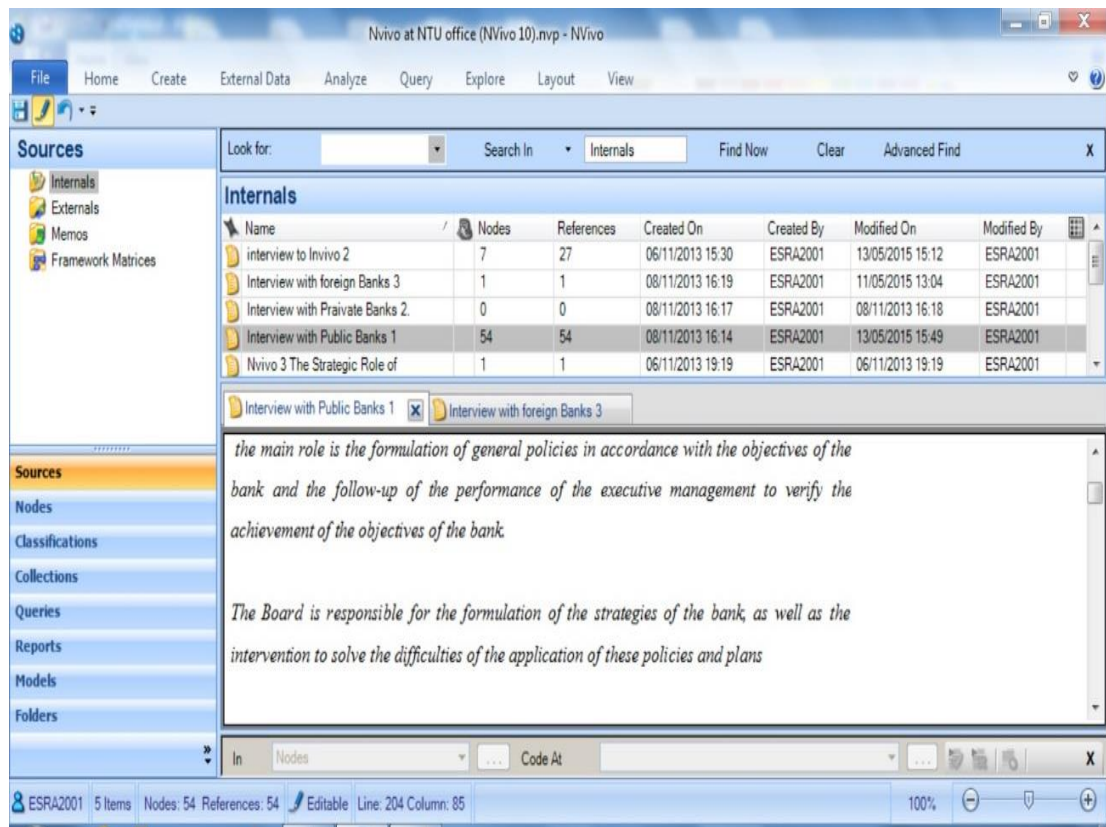 Nvivo at NTU office (NVivo 10).nvp - NVivo
File Home Create External Data Analyze Query Explore Layout View
Sources
Internals
Externals
Memos
Framework Matrices
Look for: Search In Internals Find Now Clear Advanced Find X
Internals
Name / Nodes References Created On Created By Modified On Modified By
interview to Invivo 2 7 27 06/11/2013 15:30 ESRA2001 13/05/2015 15:12 ESRA2001
Interview with foreign Banks 3 1 1 08/11/2013 16:19 ESRA2001 11/05/2015 13:04 ESRA2001
Interview with Praivate Banks 2. 0 0 08/11/2013 16:17 ESRA2001 08/11/2013 16:18 ESRA2001
Interview with Public Banks 1 54 54 08/11/2013 16:14 ESRA2001 13/05/2015 15:49 ESRA2001
Nvivo 3 The Strategic Role of 1 1 06/11/2013 19:19 ESRA2001 06/11/2013 19:19 ESRA2001
Interview with Public Banks 1 Interview with foreign Banks 3
the main role is the formulation of general policies in accordance with the objectives of the
bank and the follow-up of the performance of the executive management to verify the
achievement of the objectives of the bank.
The Board is responsible for the formulation of the strategies of the bank, as well as the
intervention to solve the difficulties of the application of these policies and plans
Sources
Nodes
Classifications
Collections
Queries
Reports
Models
Folders
In Nodes ... Code At ... X
ESRA2001 5 Items Nodes: 54 References: 54 Editable Line: 204 Column: 85 100%